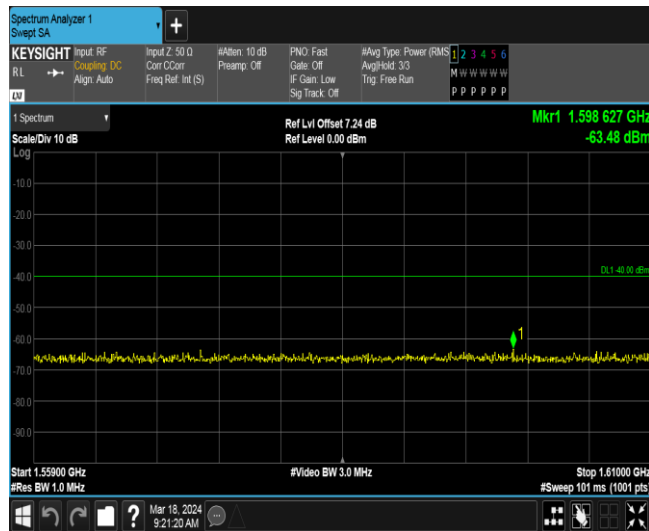 Spectrum Analyzer 1
Swept SA
KEYSIGHT
RL
LXI
Input: RF
Coupling: DC
Align: Auto
Input Z: 50 Ω
Corr CCorr
Freq Ref: Int (S)
#Atten: 10 dB
Preamp: Off
PNO: Fast
Gate: Off
IF Gain: Low
Sig Track: Off
#Avg Type: Power (RMS
Avg|Hold: 3/3
Trig: Free Run
1 2 3 4 5 6
M W W W W W
P P P P P P
1 Spectrum
Scale/Div 10 dB
Log
Ref Lvl Offset 7.24 dB
Ref Level 0.00 dBm
Mkr1 1.598 627 GHz
-63.48 dBm
-10.0
-20.0
-30.0
-40.0
DL1 -40.00 dBm
-50.0
-60.0
1
-70.0
-80.0
-90.0
Start 1.55900 GHz
#Res BW 1.0 MHz
#Video BW 3.0 MHz
Stop 1.61000 GHz
#Sweep 101 ms (1001 pts)
?
Mar 18, 2024
9:21:20 AM